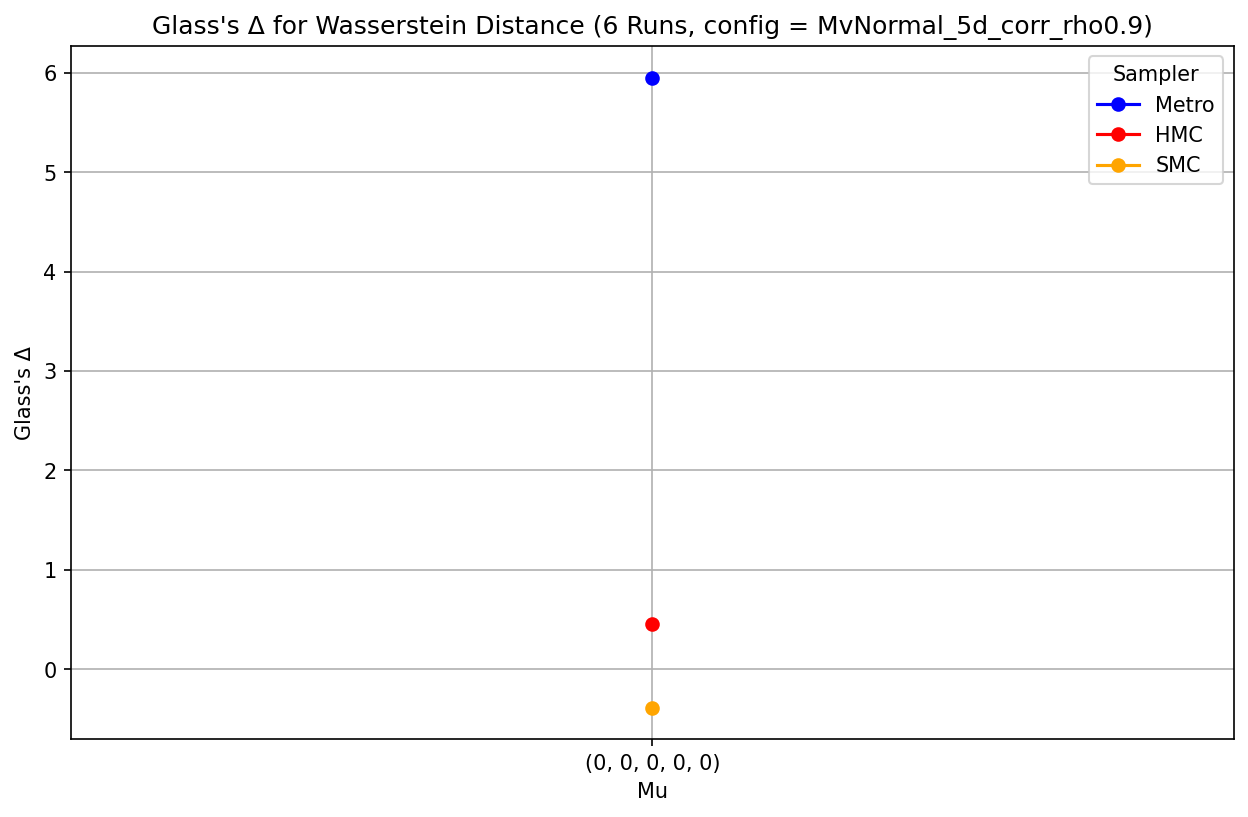 Glass's Δ for Wasserstein Distance (6 Runs, config = MvNormal_5d_corr_rho0.9)
Sampler
Metro
HMC
SMC
Glass's Δ
6
5
4
3
2
1
0
(0, 0, 0, 0, 0)
Mu